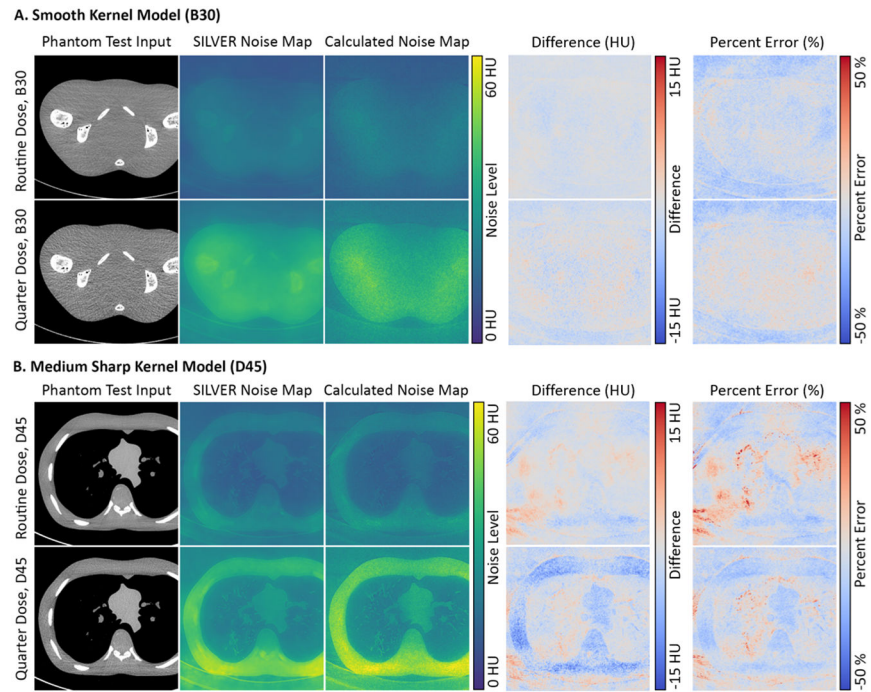 A. Smooth Kernel Model (B30)
Phantom Test Input SILVER Noise Map Calculated Noise Map Difference (HU) Percent Error (%)
Routine Dose, B30
Quarter Dose, B30
60 HU
Noise Level
0 HU
15 HU
Difference
-15 HU
50 %
Percent Error
-50 %
B. Medium Sharp Kernel Model (D45)
Phantom Test Input SILVER Noise Map Calculated Noise Map Difference (HU) Percent Error (%)
Routine Dose, D45
Quarter Dose, D45
60 HU
Noise Level
0 HU
15 HU
Difference
-15 HU
50 %
Percent Error
-50 %